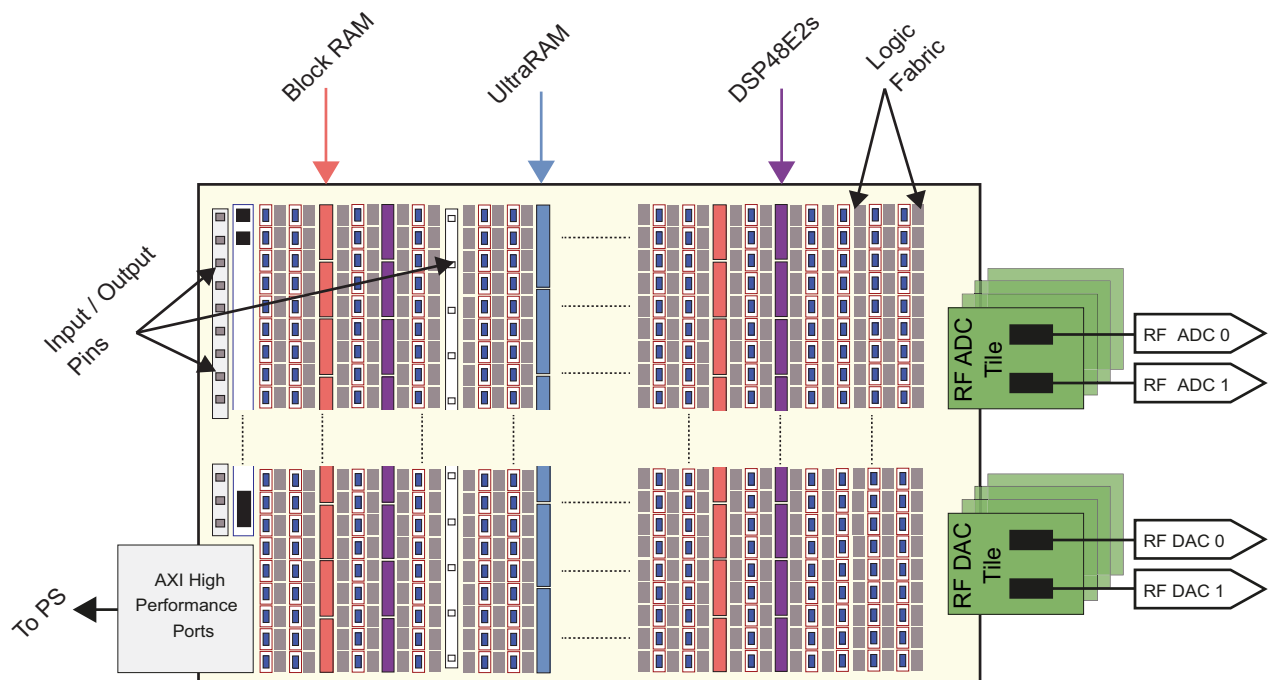 Block RAM
UltraRAM
DSP48E2s
Logic
Fabric
Input / Output
Pins
RF ADC
Tile
RF ADC 0
RF ADC 1
RF DAC
Tile
RF DAC 0
RF DAC 1
AXI High
Performance
Ports
To PS